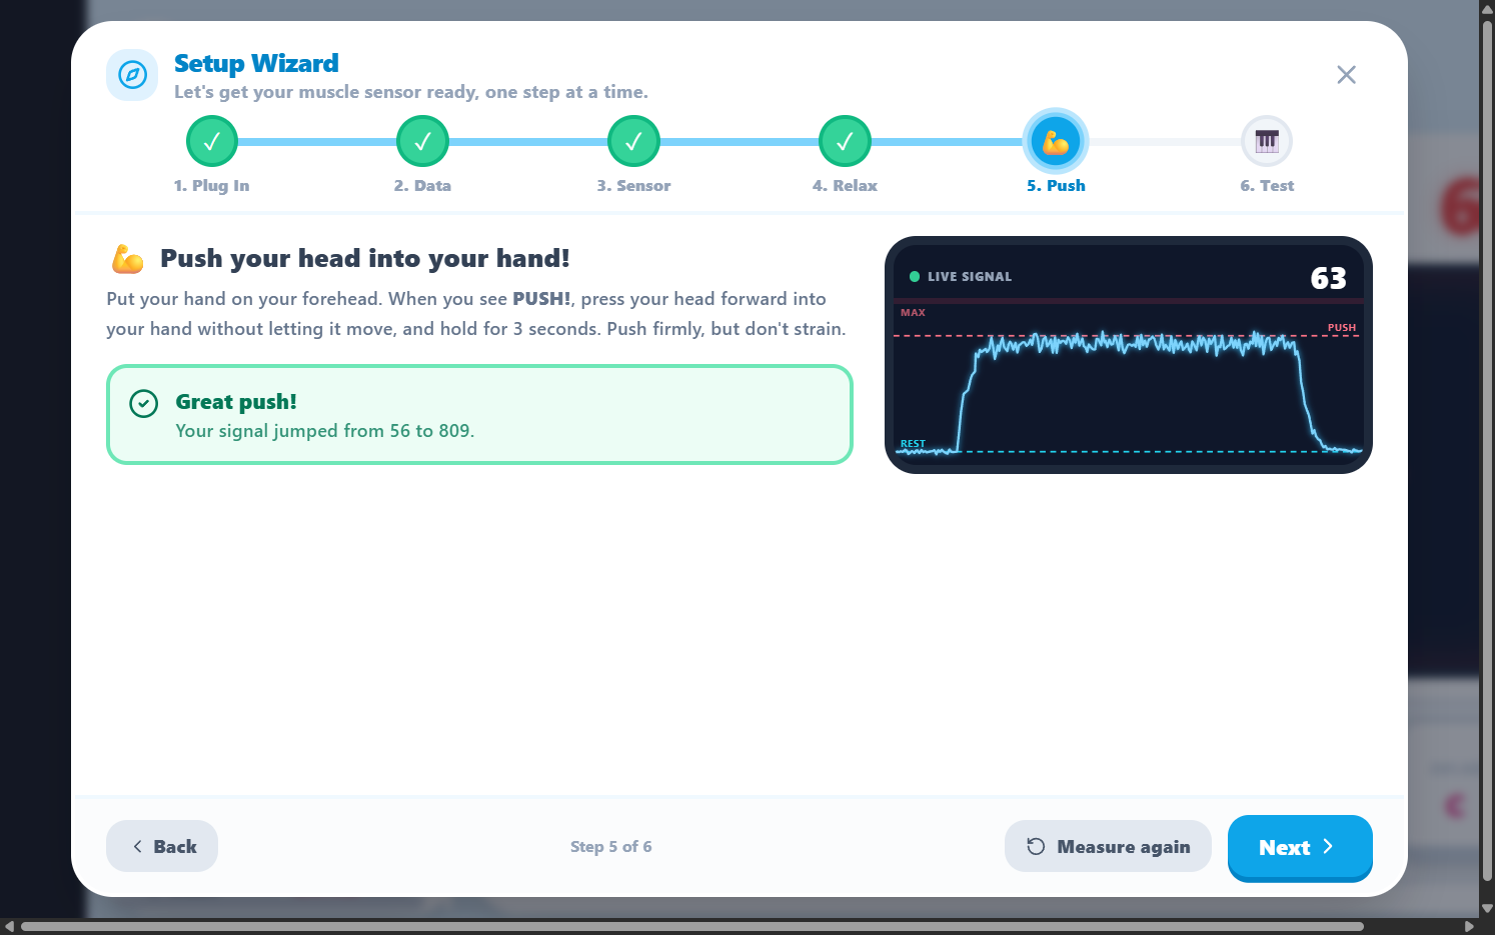 Setup Wizard
Let's get your muscle sensor ready, one step at a time.
1. Plug In
2. Data
3. Sensor
4. Relax
5. Push
6. Test
Push your head into your hand!
Put your hand on your forehead. When you see PUSH!, press your head forward into
your hand without letting it move, and hold for 3 seconds. Push firmly, but don't strain.
Great push!
Your signal jumped from 56 to 809.
LIVE SIGNAL
63
MAX
PUSH
REST
Back
Step 5 of 6
Measure again
Next